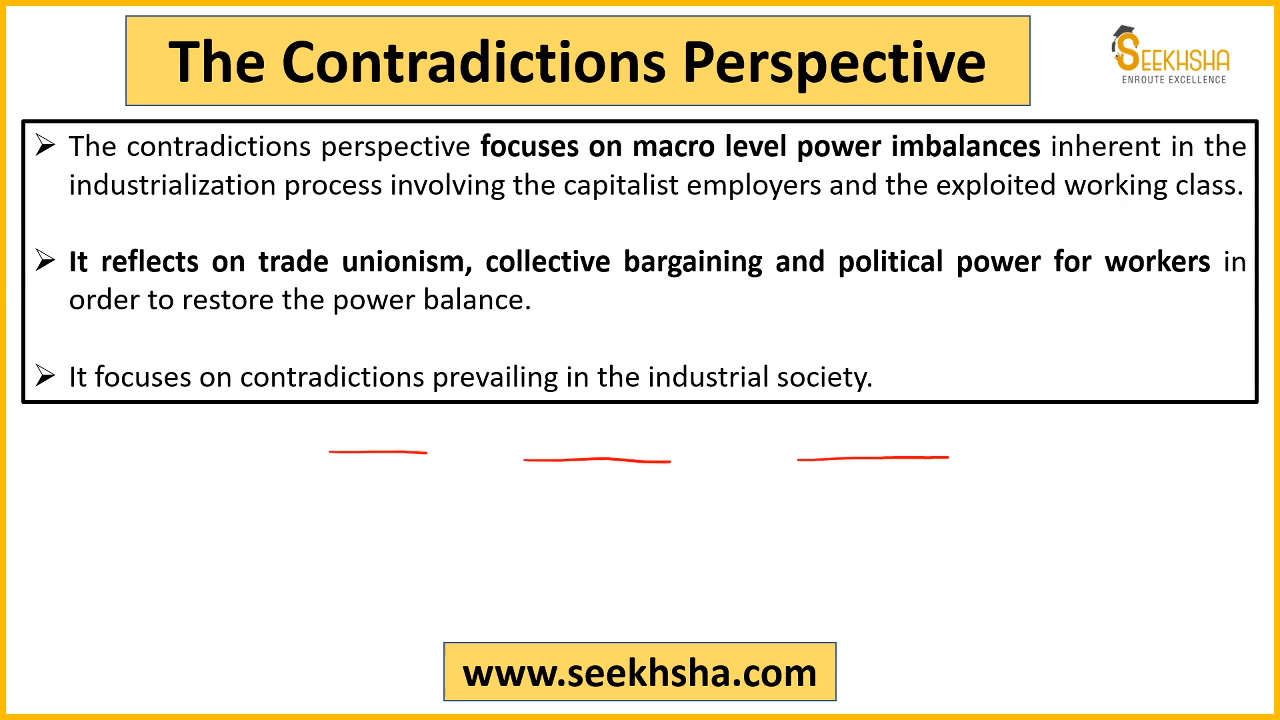 The Contradictions Perspective
SEEKHSHA
ENROUTE EXCELLENCE
➢ The contradictions perspective focuses on macro level power imbalances inherent in the
industrialization process involving the capitalist employers and the exploited working class.
➢ It reflects on trade unionism, collective bargaining and political power for workers in
order to restore the power balance.
➢ It focuses on contradictions prevailing in the industrial society.
www.seekhsha.com